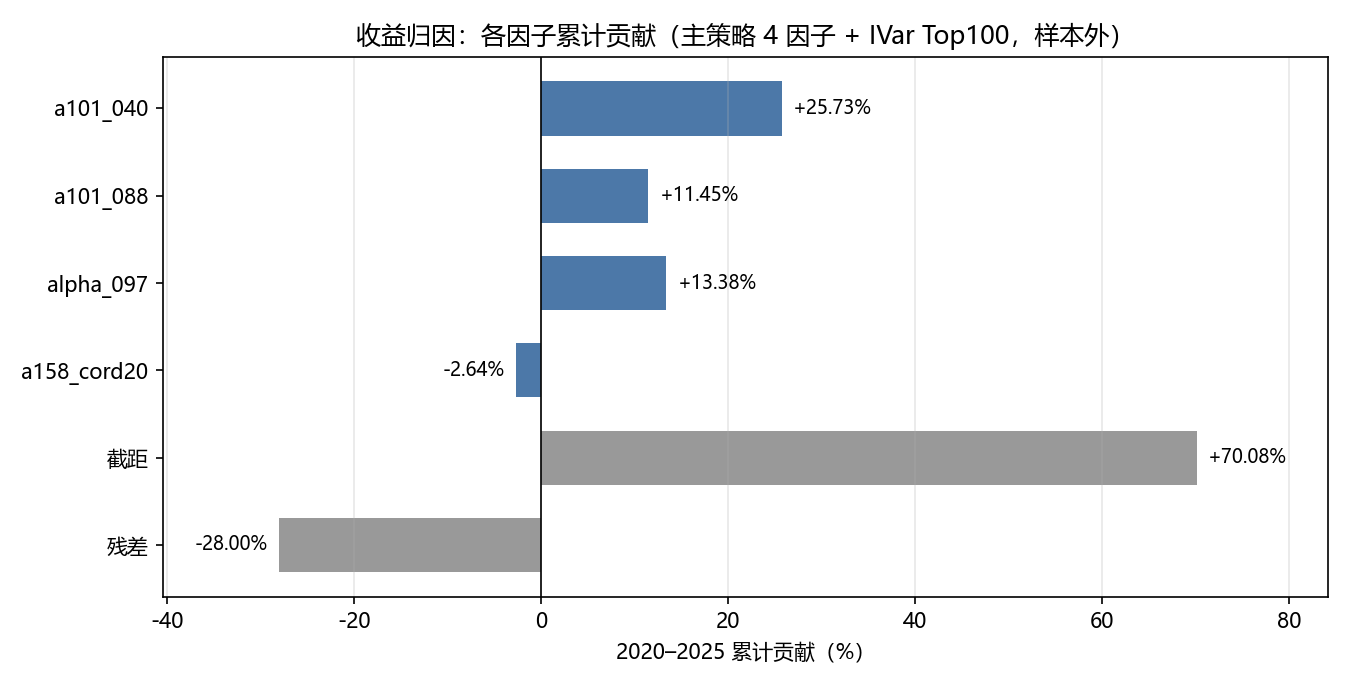 收益归因：各因子累计贡献（主策略 4 因子 + IVar Top100，样本外）
a101_040
+25.73%
a101_088
+11.45%
alpha_097
+13.38%
a158_cord20
-2.64%
截距
+70.08%
残差
-28.00%
-40
-20
0
20
40
60
80
2020–2025 累计贡献（%）